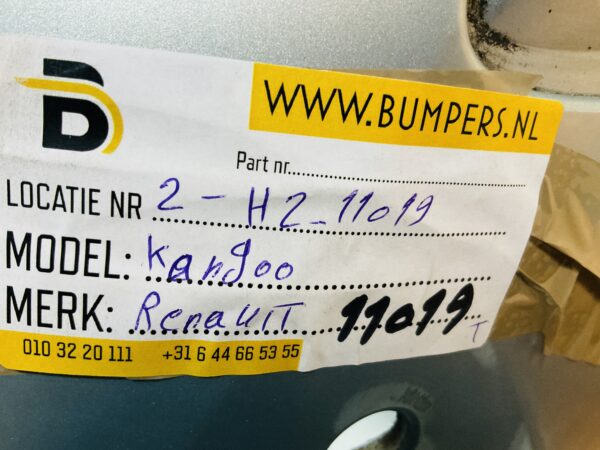 B
WWW.BUMPERS.NL
Part nr.
LOCATIE NR 2-H2-11019
MODEL: Kangoo
MERK: RenaulT 11019 T
010 32 20 111 +31 6 44 66 53 55